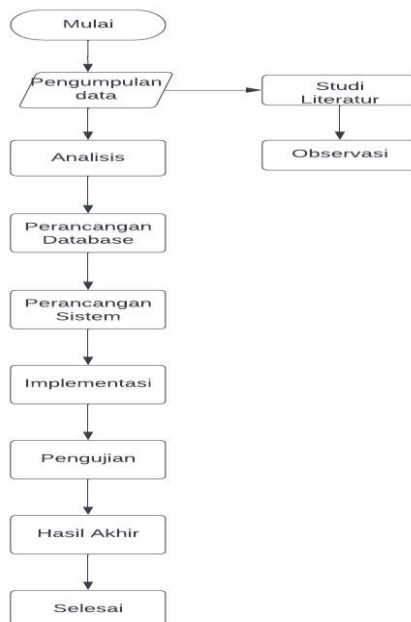 Mulai
Pengumpulan
data
Studi
Literatur
Analisis
Observasi
Perancangan
Database
Perancangan
Sistem
Implementasi
Pengujian
Hasil Akhir
Selesai